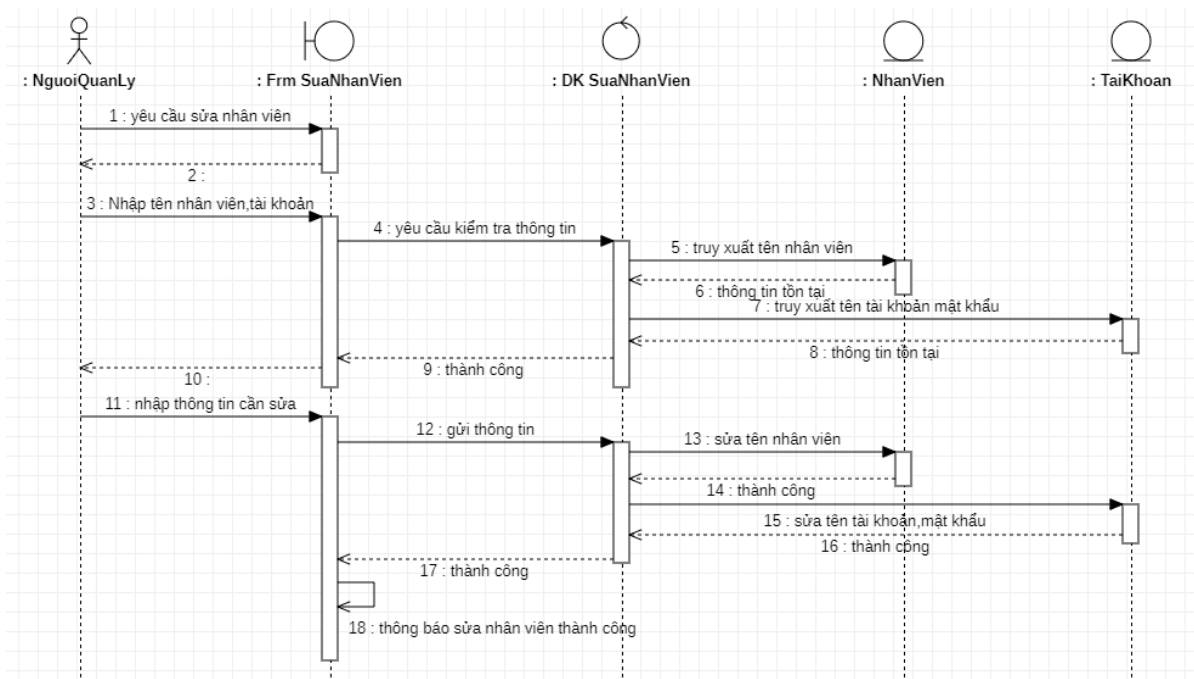 : NguoiQuanLy
: Frm SuaNhanVien
: DK SuaNhanVien
: NhanVien
: TaiKhoan
1 : yêu cầu sửa nhân viên
2 :
3 : Nhập tên nhân viên,tài khoản
4 : yêu cầu kiểm tra thông tin
5 : truy xuất tên nhân viên
6 : thông tin tồn tại
7 : truy xuất tên tài khoản mật khẩu
8 : thông tin tồn tại
9 : thành công
10 :
11 : nhập thông tin cần sửa
12 : gửi thông tin
13 : sửa tên nhân viên
14 : thành công
15 : sửa tên tài khoản,mật khẩu
16 : thành công
17 : thành công
18 : thông báo sửa nhân viên thành công